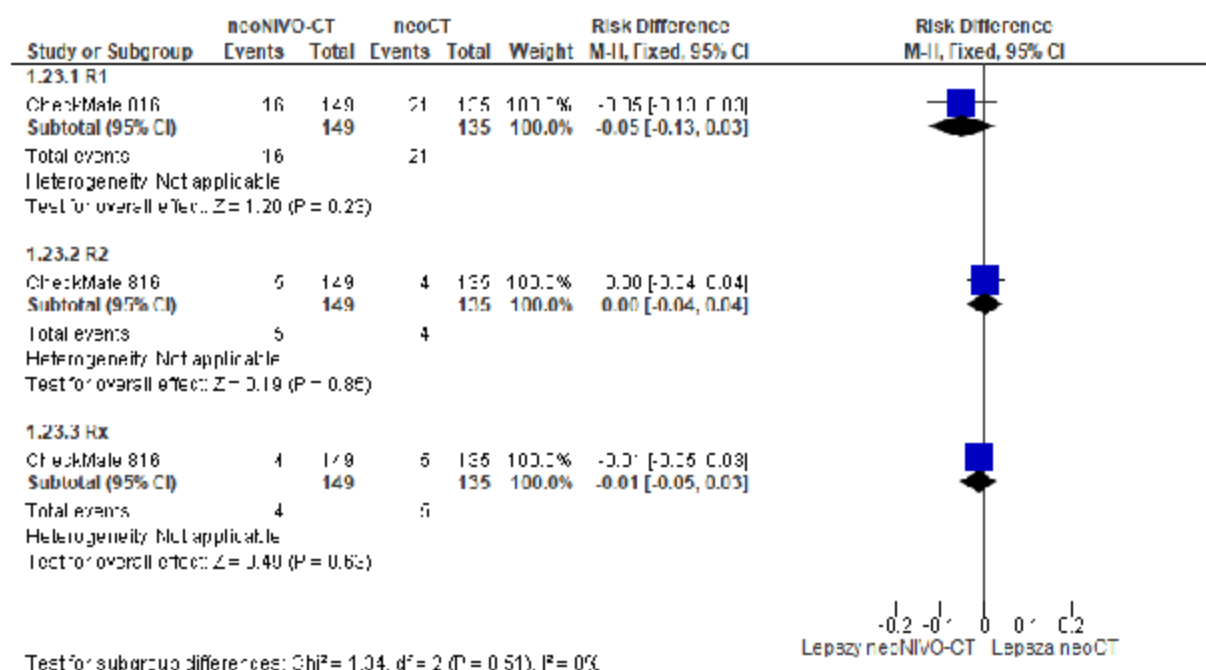 neoNIVO-CT neoCT Risk Difference Risk Difference
Study or Subgroup Events Total Events Total Weight M-H, Fixed, 95% CI M-H, Fixed, 95% CI
1.23.1 R1
CheckMate 816 16 149 21 135 100.0% -0.05 [-0.13, 0.03]
Subtotal (95% CI) 149 135 100.0% -0.05 [-0.13, 0.03]
Total events 16 21
Heterogeneity: Not applicable
Test for overall effect: Z = 1.20 (P = 0.23)
1.23.2 R2
CheckMate 816 5 149 4 135 100.0% 0.00 [-0.04, 0.04]
Subtotal (95% CI) 149 135 100.0% 0.00 [-0.04, 0.04]
Total events 5 4
Heterogeneity: Not applicable
Test for overall effect: Z = 0.19 (P = 0.85)
1.23.3 Rx
CheckMate 816 4 149 5 135 100.0% -0.01 [-0.05, 0.03]
Subtotal (95% CI) 149 135 100.0% -0.01 [-0.05, 0.03]
Total events 4 5
Heterogeneity: Not applicable
Test for overall effect: Z = 0.49 (P = 0.63)
-0.2 -0.1 0 0.1 0.2
Lepszy neoNIVO-CT Lepsza neoCT
Test for subgroup differences: Chi² = 1.34, df = 2 (P = 0.51), I² = 0%